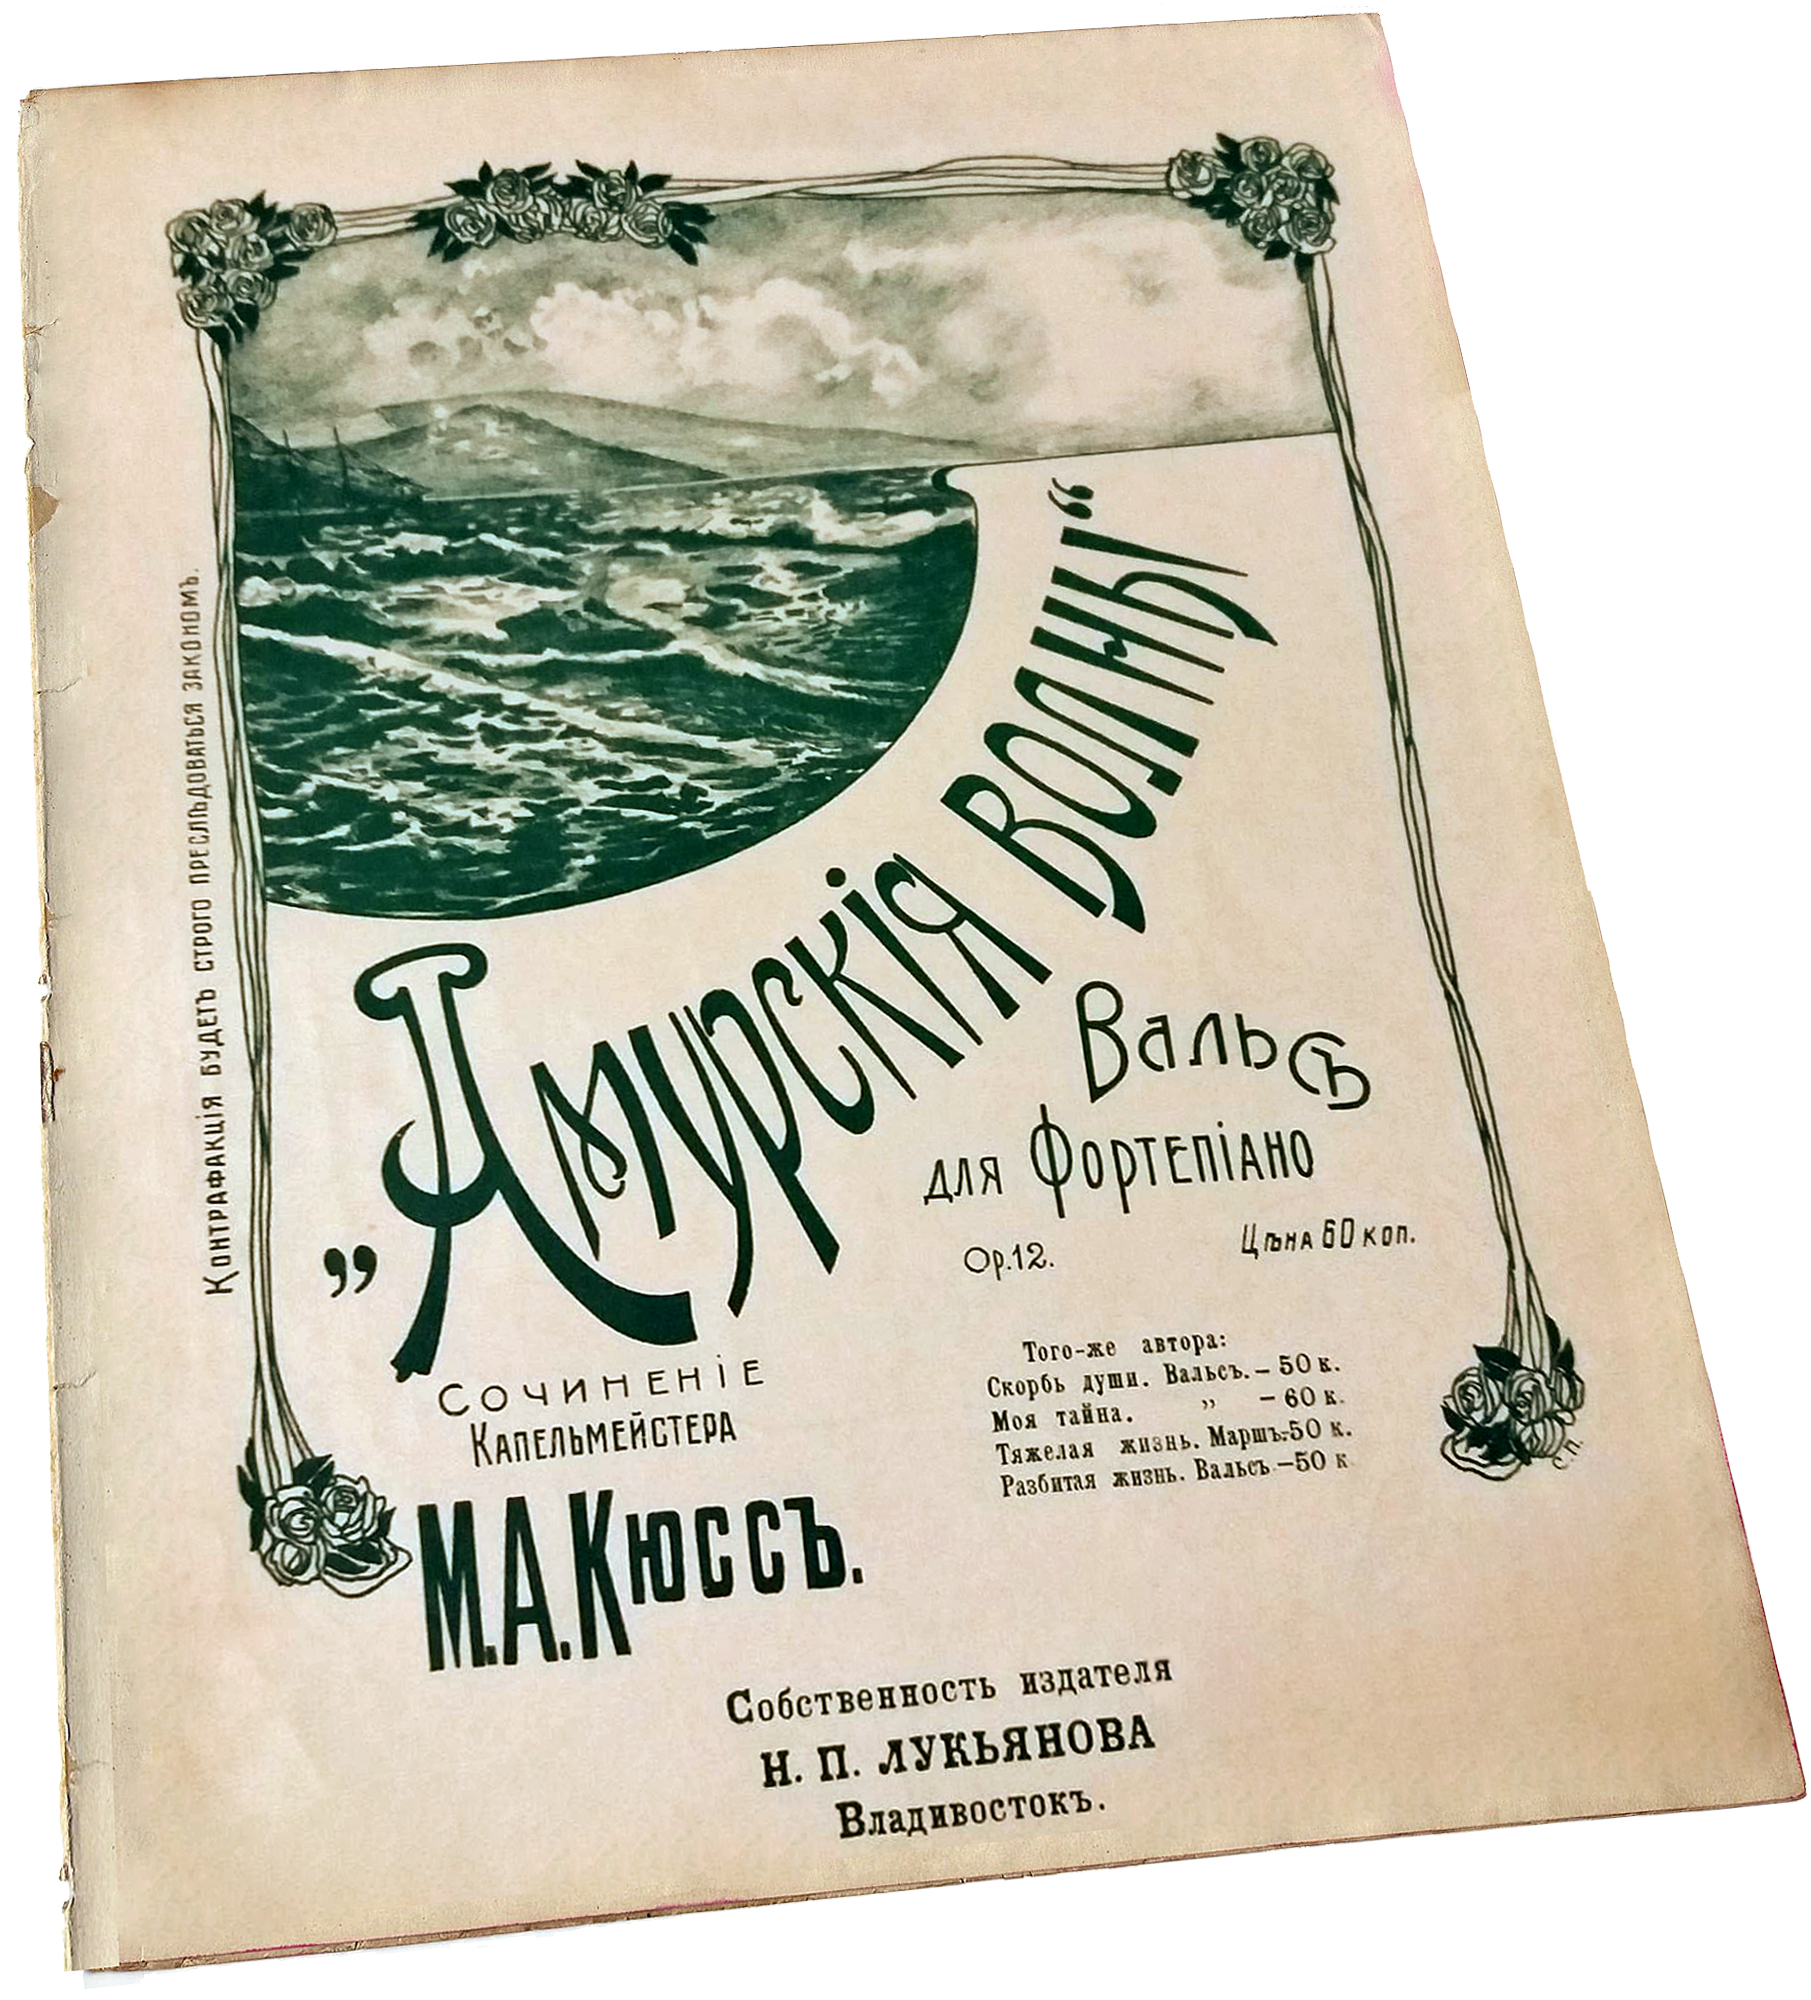 Контрафакція будетъ строго преслѣдоваться закономъ.
„Амурскія волны“
Вальсъ
для Фортепіано
Op.12.
Цѣна 60 коп.
Сочиненіе
Капельмейстера
М.А.Кюссъ.
Того-же автора:
Скорбь души. Вальсъ. – 50 к.
Моя тайна. „ – 60 к.
Тяжелая жизнь. Маршъ.-50 к.
Разбитая жизнь. Вальсъ.–50 к
С.П.
Собственность издателя
Н. П. ЛУКЬЯНОВА
Владивостокъ.